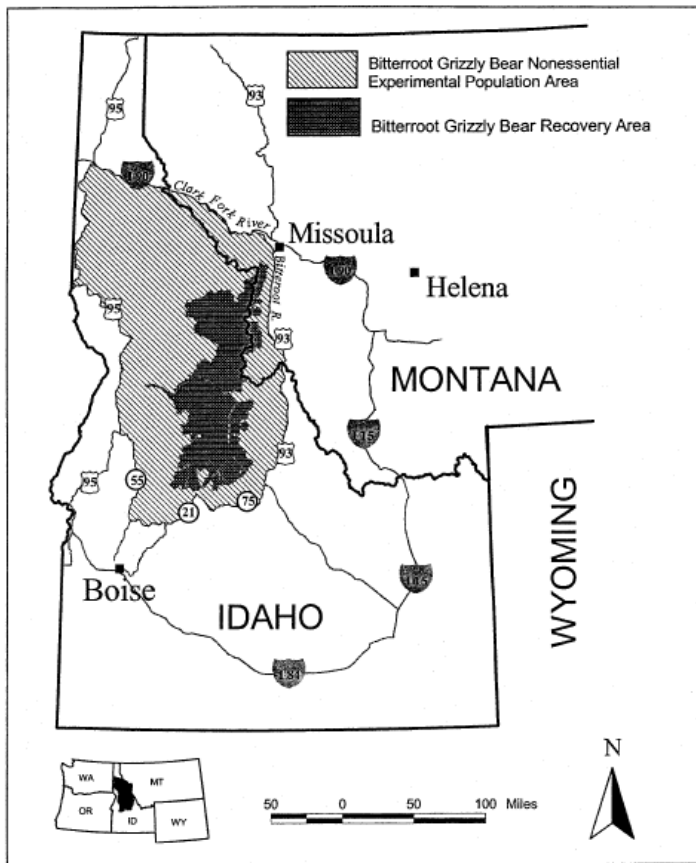 Bitterroot Grizzly Bear Nonessential
Experimental Population Area
Bitterroot Grizzly Bear Recovery Area
95
93
I-90
Clark Fork River
Missoula
Bitterroot R.
I-90
Helena
95
93
MONTANA
I-15
93
95
55
21
75
WYOMING
Boise
I-15
IDAHO
I-84
N
WA
MT
OR
ID
WY
50
0
50
100
Miles